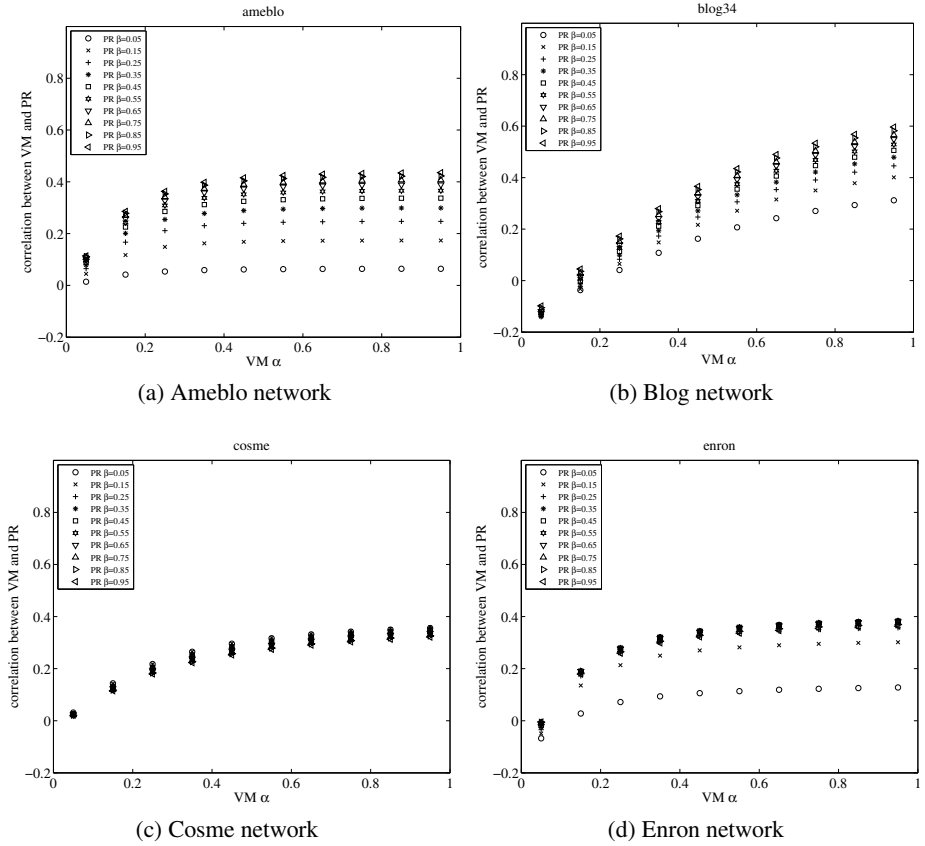 ameblo
PR β=0.05
PR β=0.15
PR β=0.25
PR β=0.35
PR β=0.45
PR β=0.55
PR β=0.65
PR β=0.75
PR β=0.85
PR β=0.95
correlation between VM and PR
0.8
0.6
0.4
0.2
0
−0.2
0 0.2 0.4 0.6 0.8 1
VM α
(a) Ameblo network
blog34
PR β=0.05
PR β=0.15
PR β=0.25
PR β=0.35
PR β=0.45
PR β=0.55
PR β=0.65
PR β=0.75
PR β=0.85
PR β=0.95
correlation between VM and PR
0.8
0.6
0.4
0.2
0
−0.2
0 0.2 0.4 0.6 0.8 1
VM α
(b) Blog network
cosme
PR β=0.05
PR β=0.15
PR β=0.25
PR β=0.35
PR β=0.45
PR β=0.55
PR β=0.65
PR β=0.75
PR β=0.85
PR β=0.95
correlation between VM and PR
0.8
0.6
0.4
0.2
0
−0.2
0 0.2 0.4 0.6 0.8 1
VM α
(c) Cosme network
enron
PR β=0.05
PR β=0.15
PR β=0.25
PR β=0.35
PR β=0.45
PR β=0.55
PR β=0.65
PR β=0.75
PR β=0.85
PR β=0.95
correlation between VM and PR
0.8
0.6
0.4
0.2
0
−0.2
0 0.2 0.4 0.6 0.8 1
VM α
(d) Enron network